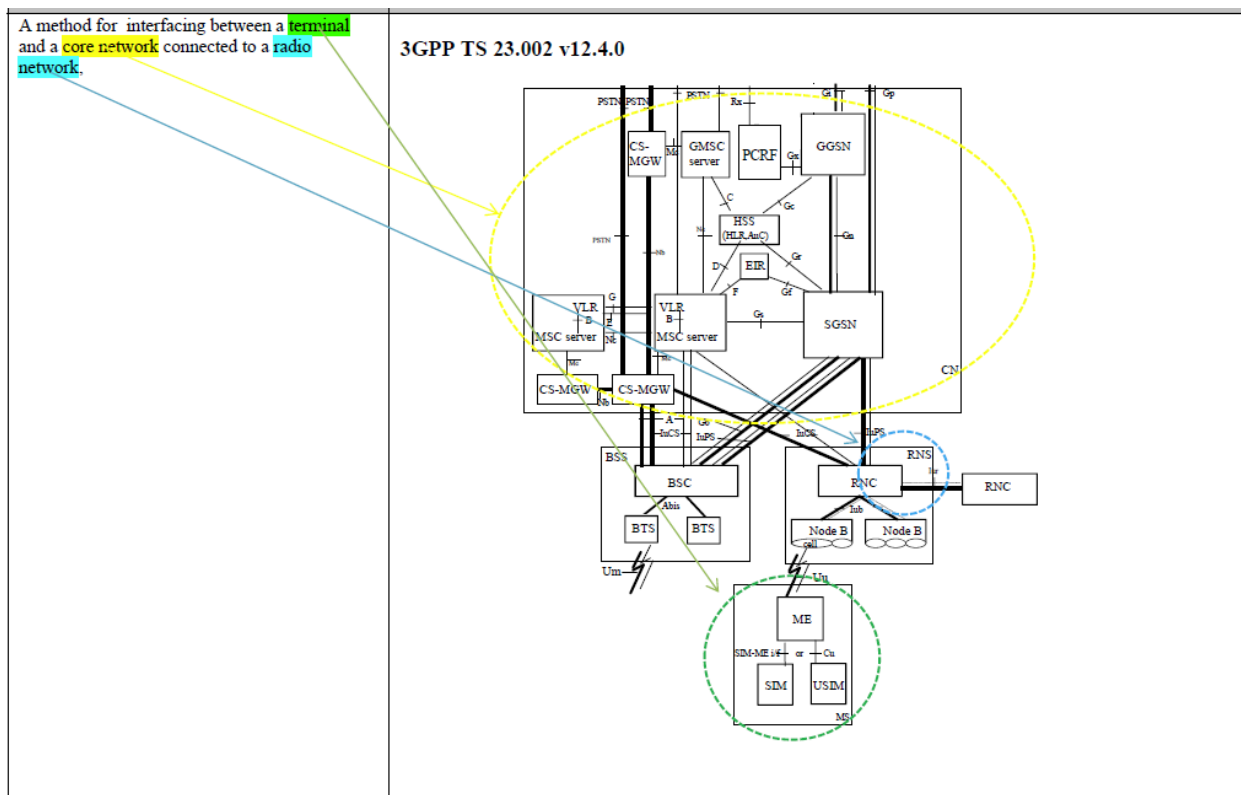 A method for interfacing between a terminal
and a core network connected to a radio
network,
3GPP TS 23.002 v12.4.0
PSTN PSTN PSTN Rx Gi Gp
CS-
MGW
Mc
GMSC
server
PCRF
Gx
GGSN
C
Gc
HSS
(HLR,AuC)
PSTN
Nb
Nc
Gn
D
Gr
EIR
F
Gf
VLR
B
MSC server
G
E
Nc
VLR
B
MSC server
Gs
SGSN
Mc
Mc
CN
CS-MGW
Nb
CS-MGW
A
Gb
IuCS
IuPS
IuCS
IuPS
BSS
RNS
BSC
RNC
Iur
RNC
Abis
Iub
BTS
BTS
Node B
Node B
cell
Um
Uu
ME
SIM-ME i/f or Cu
SIM
USIM
MS